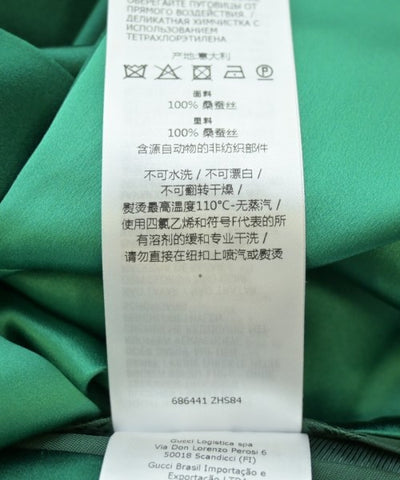 ОБЕРЕГАЙТЕ ПУГОВИЦЫ ОТ
ПРЯМОГО ВОЗДЕЙСТВИЯ. /
ДЕЛИКАТНАЯ ХИМЧИСТКА С
ИСПОЛЬЗОВАНИЕМ
ТЕТРАХЛОРЭТИЛЕНА
产地:意大利
面料
100% 桑蚕丝
里料
100% 桑蚕丝
含源自动物的非纺织部件
不可水洗 / 不可漂白 /
不可翻转干燥 /
熨烫最高温度110°C-无蒸汽 /
使用四氯乙烯和符号F代表的所
有溶剂的缓和专业干洗 /
请勿直接在纽扣上喷汽或熨烫
686441 ZHS84
Gucci Logistica spa
Via Don Lorenzo Perosi 6
50018 Scandicci (FI)
Gucci Brasil Importação e
Exportação LTDA